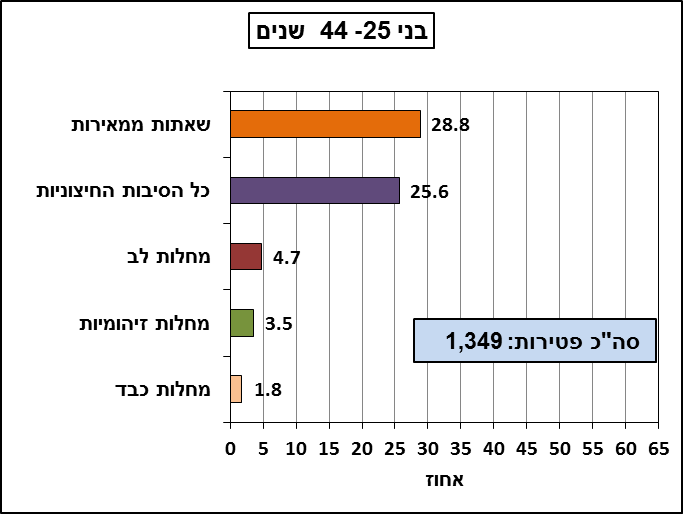 בני 25- 44 שנים
שאתות ממאירות 28.8
כל הסיבות החיצוניות 25.6
מחלות לב 4.7
מחלות זיהומיות 3.5
מחלות כבד 1.8
סה"כ פטירות: 1,349
0 5 10 15 20 25 30 35 40 45 50 55 60 65
אחוז